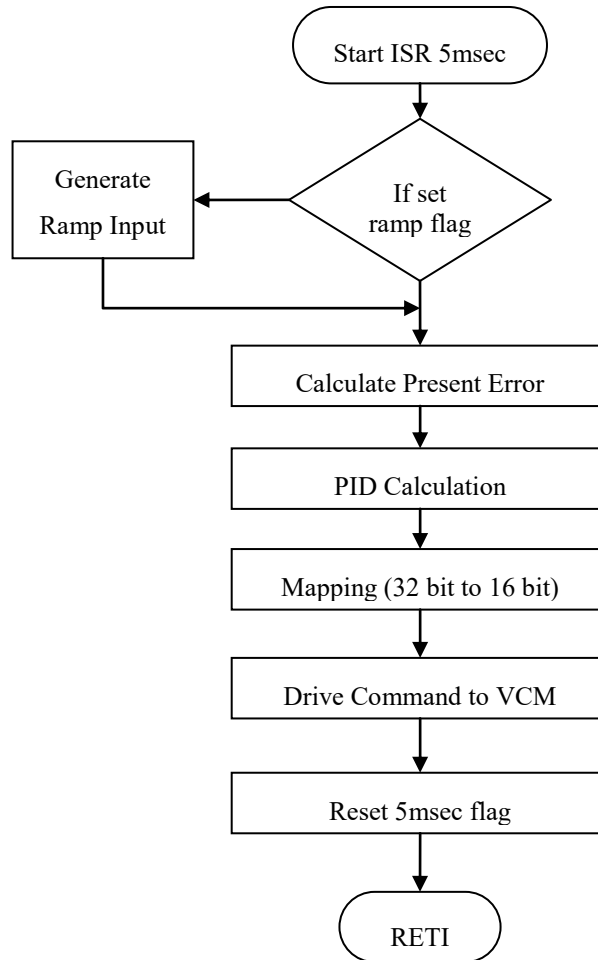 Start ISR 5msec
If set
ramp flag
Generate
Ramp Input
Calculate Present Error
PID Calculation
Mapping (32 bit to 16 bit)
Drive Command to VCM
Reset 5msec flag
RETI